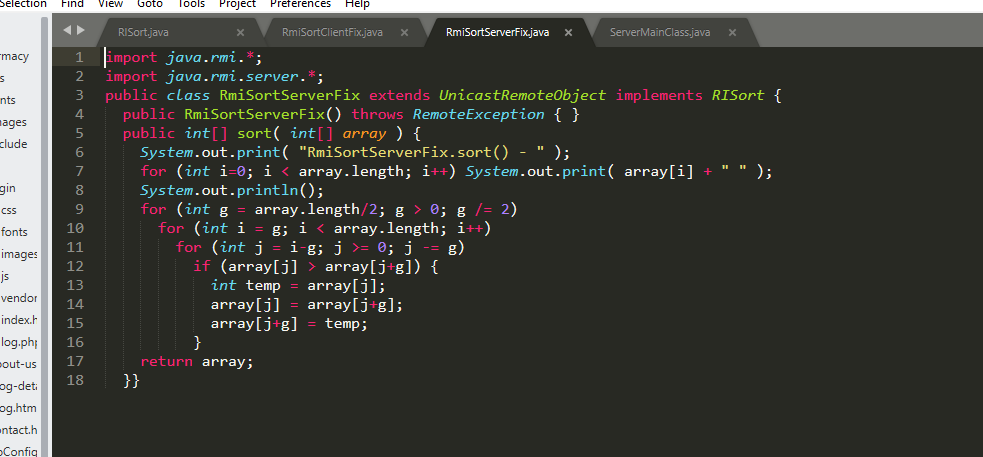 Selection Find View Goto Tools Project Preferences Help
RISort.java × RmiSortClientFix.java × RmiSortServerFix.java × ServerMainClass.java ×
1 import java.rmi.*;
2 import java.rmi.server.*;
3 public class RmiSortServerFix extends UnicastRemoteObject implements RISort {
4 public RmiSortServerFix() throws RemoteException { }
5 public int[] sort( int[] array ) {
6 System.out.print( "RmiSortServerFix.sort() - " );
7 for (int i=0; i < array.length; i++) System.out.print( array[i] + " " );
8 System.out.println();
9 for (int g = array.length/2; g > 0; g /= 2)
10 for (int i = g; i < array.length; i++)
11 for (int j = i-g; j >= 0; j -= g)
12 if (array[j] > array[j+g]) {
13 int temp = array[j];
14 array[j] = array[j+g];
15 array[j+g] = temp;
16 }
17 return array;
18 }}
rmacy
s
nts
nages
clude
gin
css
fonts
images
js
vendor
index.h
log.php
bout-us
og-deta
og.htm
ontact.h
oConfig